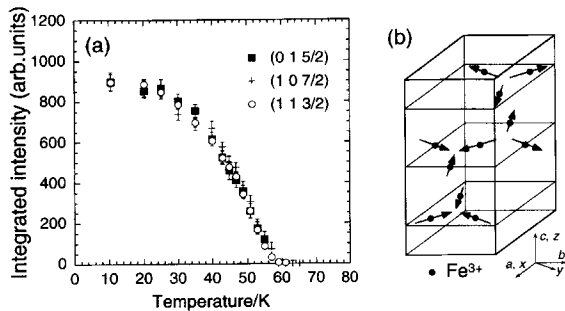 (a)
Integrated intensity (arb.units)
1200
1000
800
600
400
200
0
(0 1 5/2)
(1 0 7/2)
(1 1 3/2)
0 10 20 30 40 50 60 70 80
Temperature/K
(b)
Fe³⁺
c, z
b
y
a, x